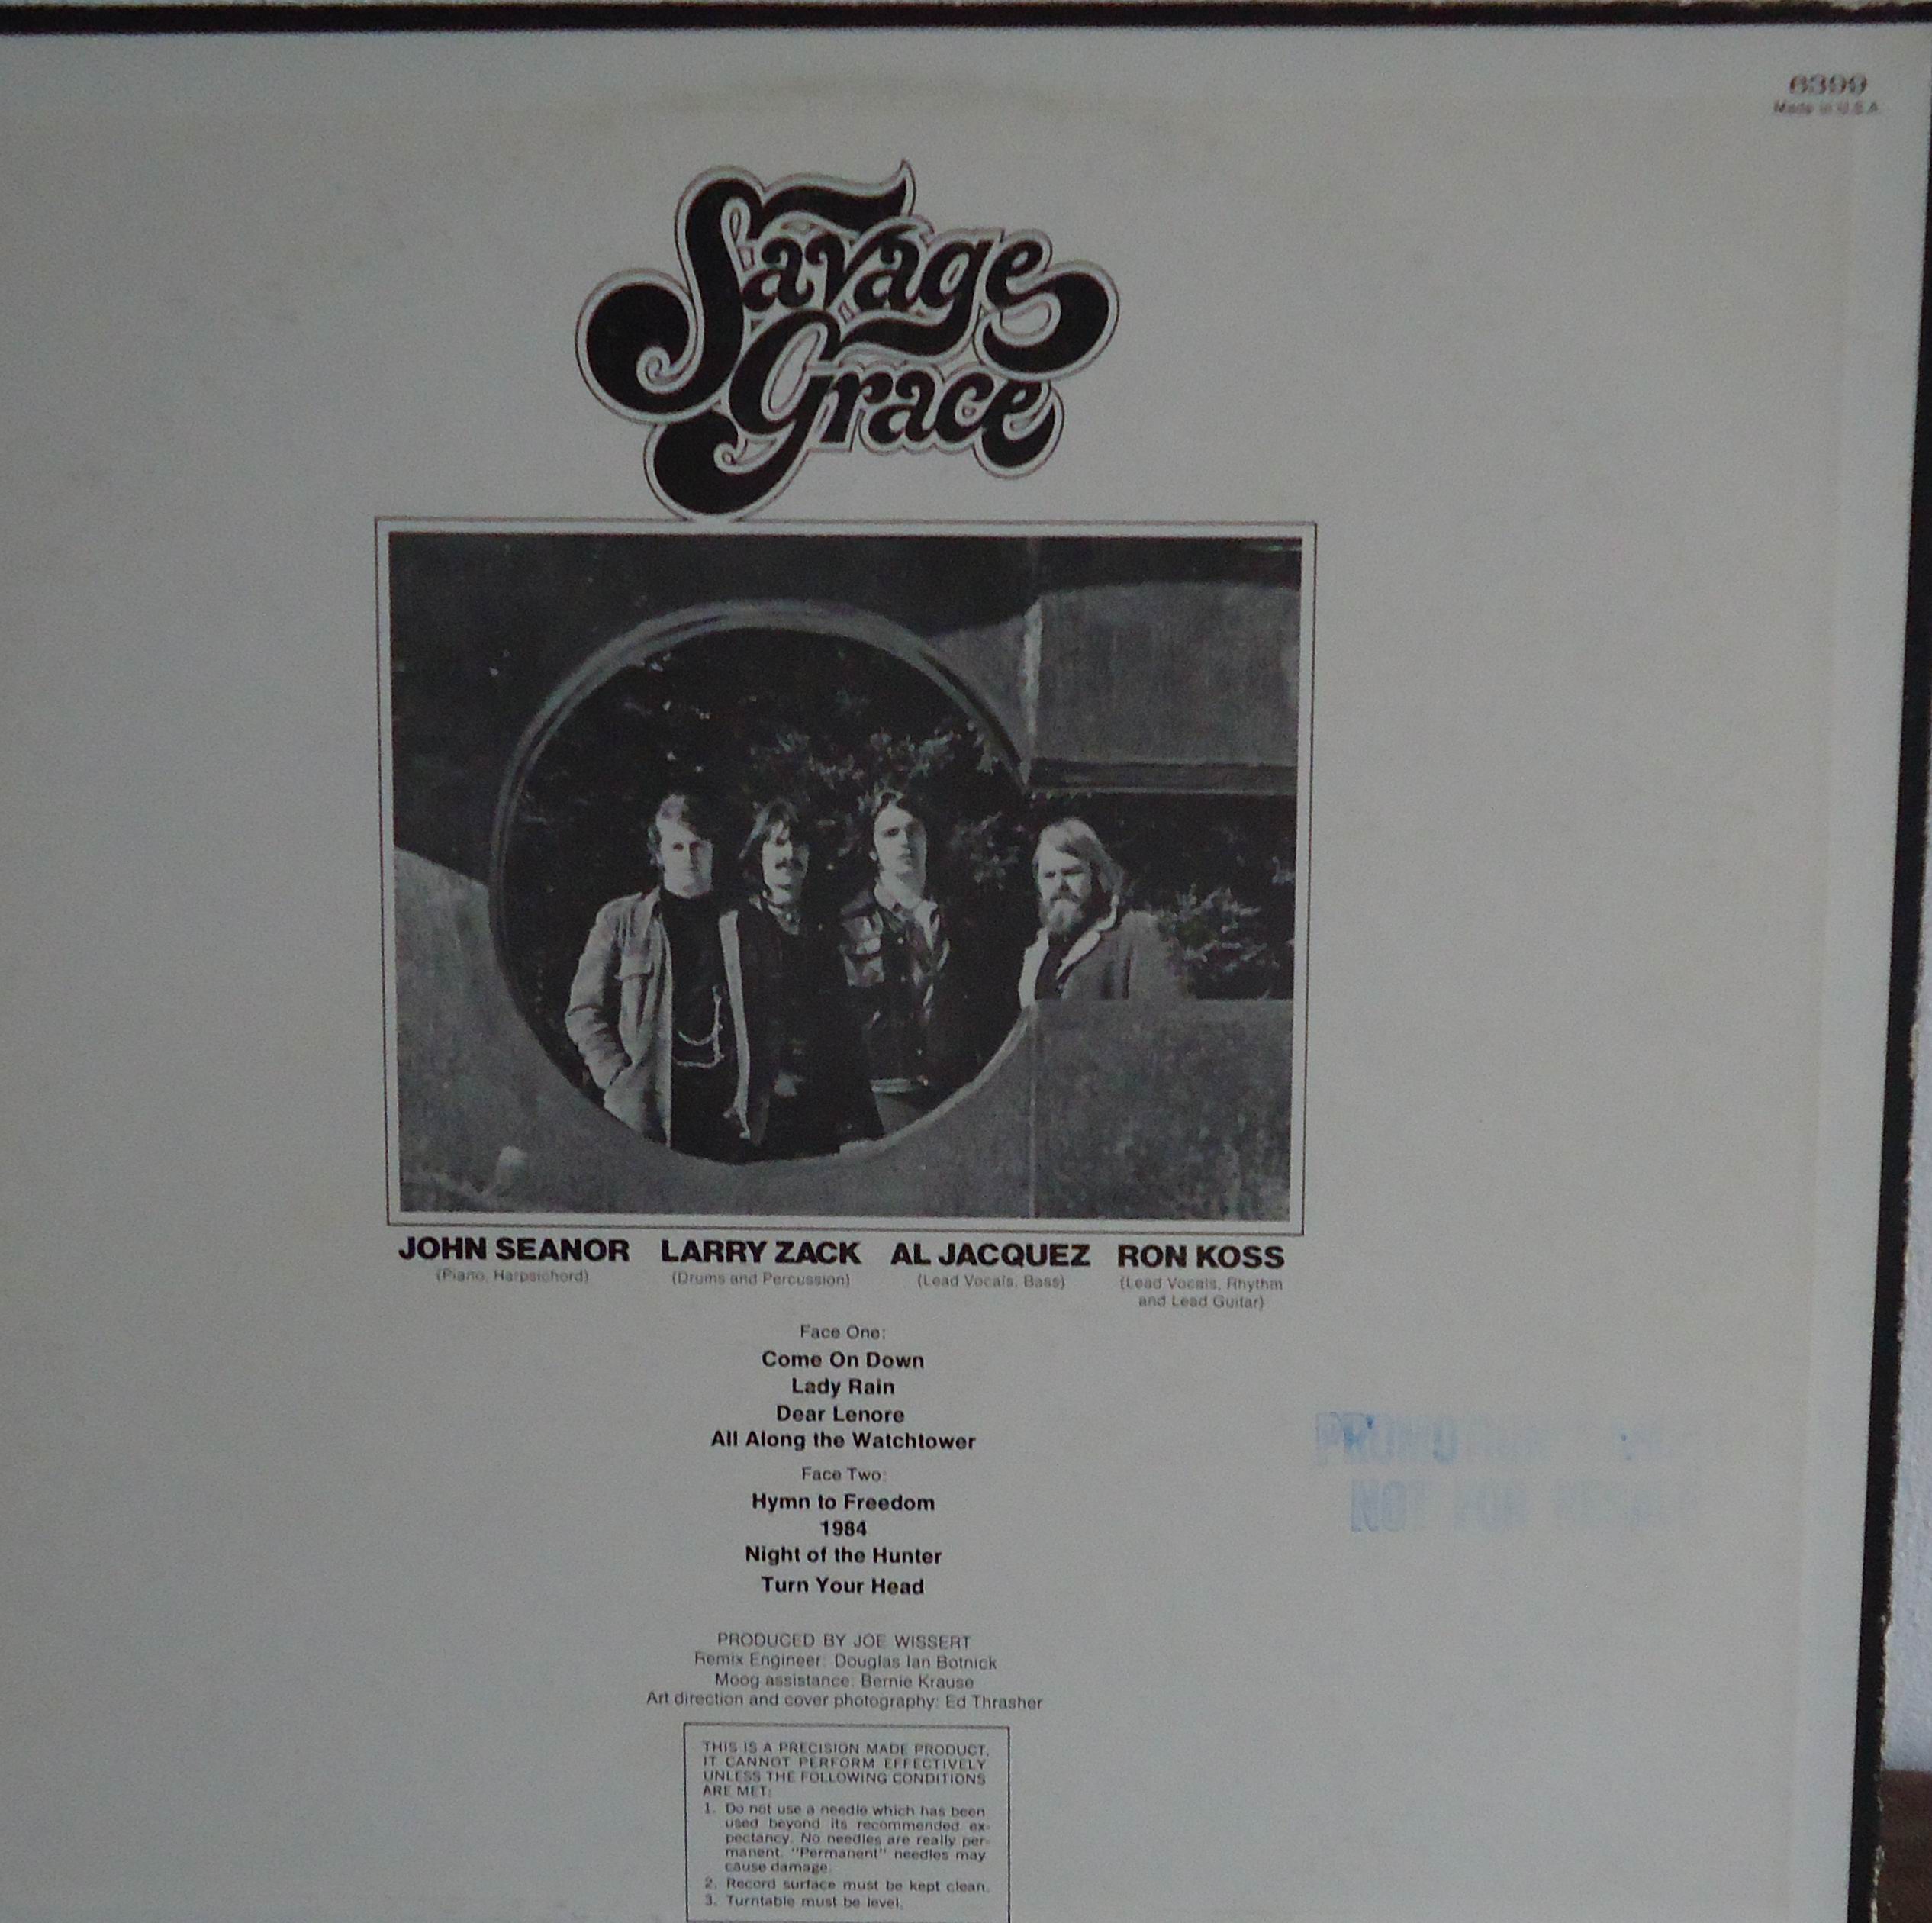 6399
Made in U.S.A.
Savage
Grace
JOHN SEANOR LARRY ZACK AL JACQUEZ RON KOSS
(Piano, Harpsichord) (Drums and Percussion) (Lead Vocals, Bass) (Lead Vocals, Rhythm
and Lead Guitar)
Face One:
Come On Down
Lady Rain
Dear Lenore
All Along the Watchtower
Face Two:
Hymn to Freedom
1984
Night of the Hunter
Turn Your Head
PRODUCED BY JOE WISSERT
Remix Engineer: Douglas Ian Botnick
Moog assistance: Bernie Krause
Art direction and cover photography: Ed Thrasher
THIS IS A PRECISION MADE PRODUCT.
IT CANNOT PERFORM EFFECTIVELY
UNLESS THE FOLLOWING CONDITIONS
ARE MET:
1. Do not use a needle which has been
used beyond its recommended ex-
pectancy. No needles are really per-
manent. "Permanent" needles may
cause damage.
2. Record surface must be kept clean.
3. Turntable must be level.
NOT FOR